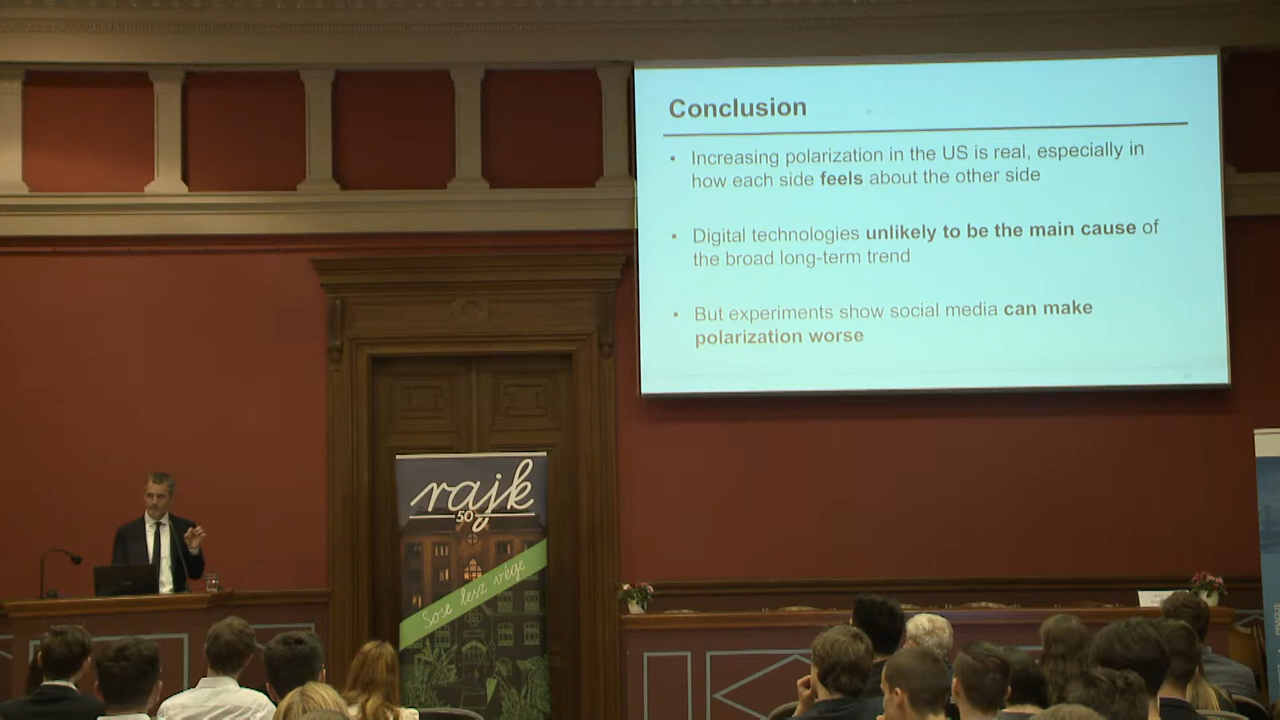 Conclusion
• Increasing polarization in the US is real, especially in
how each side feels about the other side
• Digital technologies unlikely to be the main cause of
the broad long-term trend
• But experiments show social media can make
polarization worse
rajk
50
Sose lesz vége